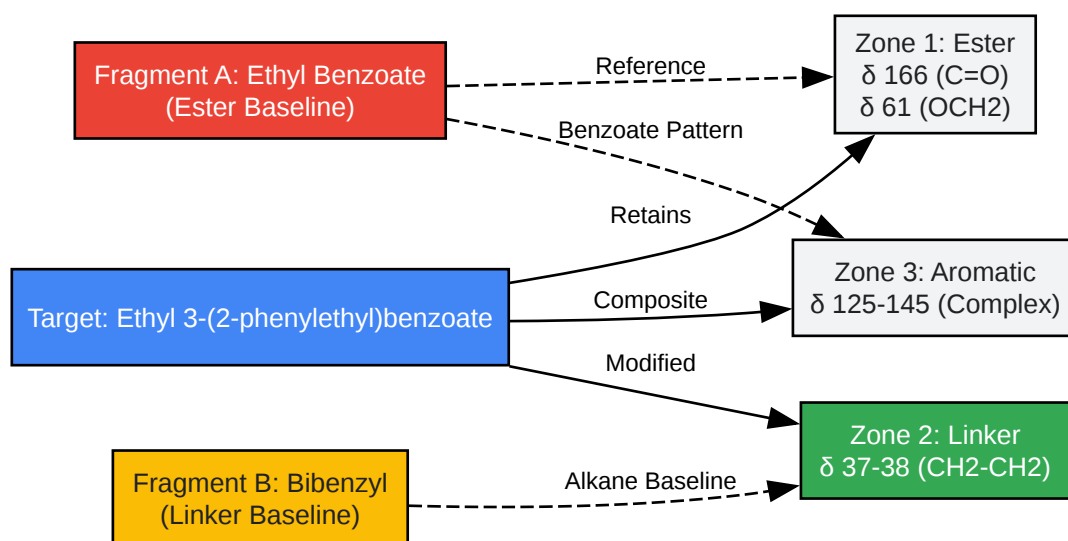 Fragment A: Ethyl Benzoate
(Ester Baseline)
Reference
Benzoate Pattern
Zone 1: Ester
δ 166 (C=O)
δ 61 (OCH2)
Retains
Target: Ethyl 3-(2-phenylethyl)benzoate
Composite
Zone 3: Aromatic
δ 125-145 (Complex)
Modified
Zone 2: Linker
δ 37-38 (CH2-CH2)
Fragment B: Bibenzyl
(Linker Baseline)
Alkane Baseline